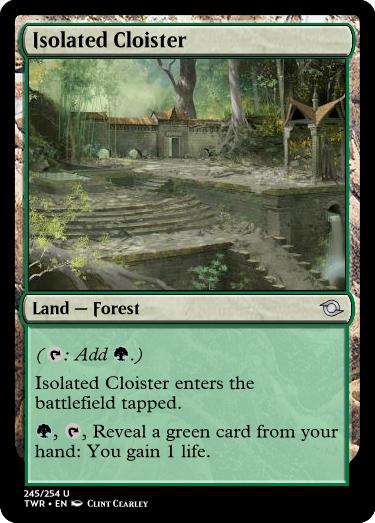 Isolated Cloister
Land — Forest
(: Add .)
Isolated Cloister enters the
battlefield tapped.
, , Reveal a green card from your
hand: You gain 1 life.
245/254 U
TWR • EN Clint Cearley